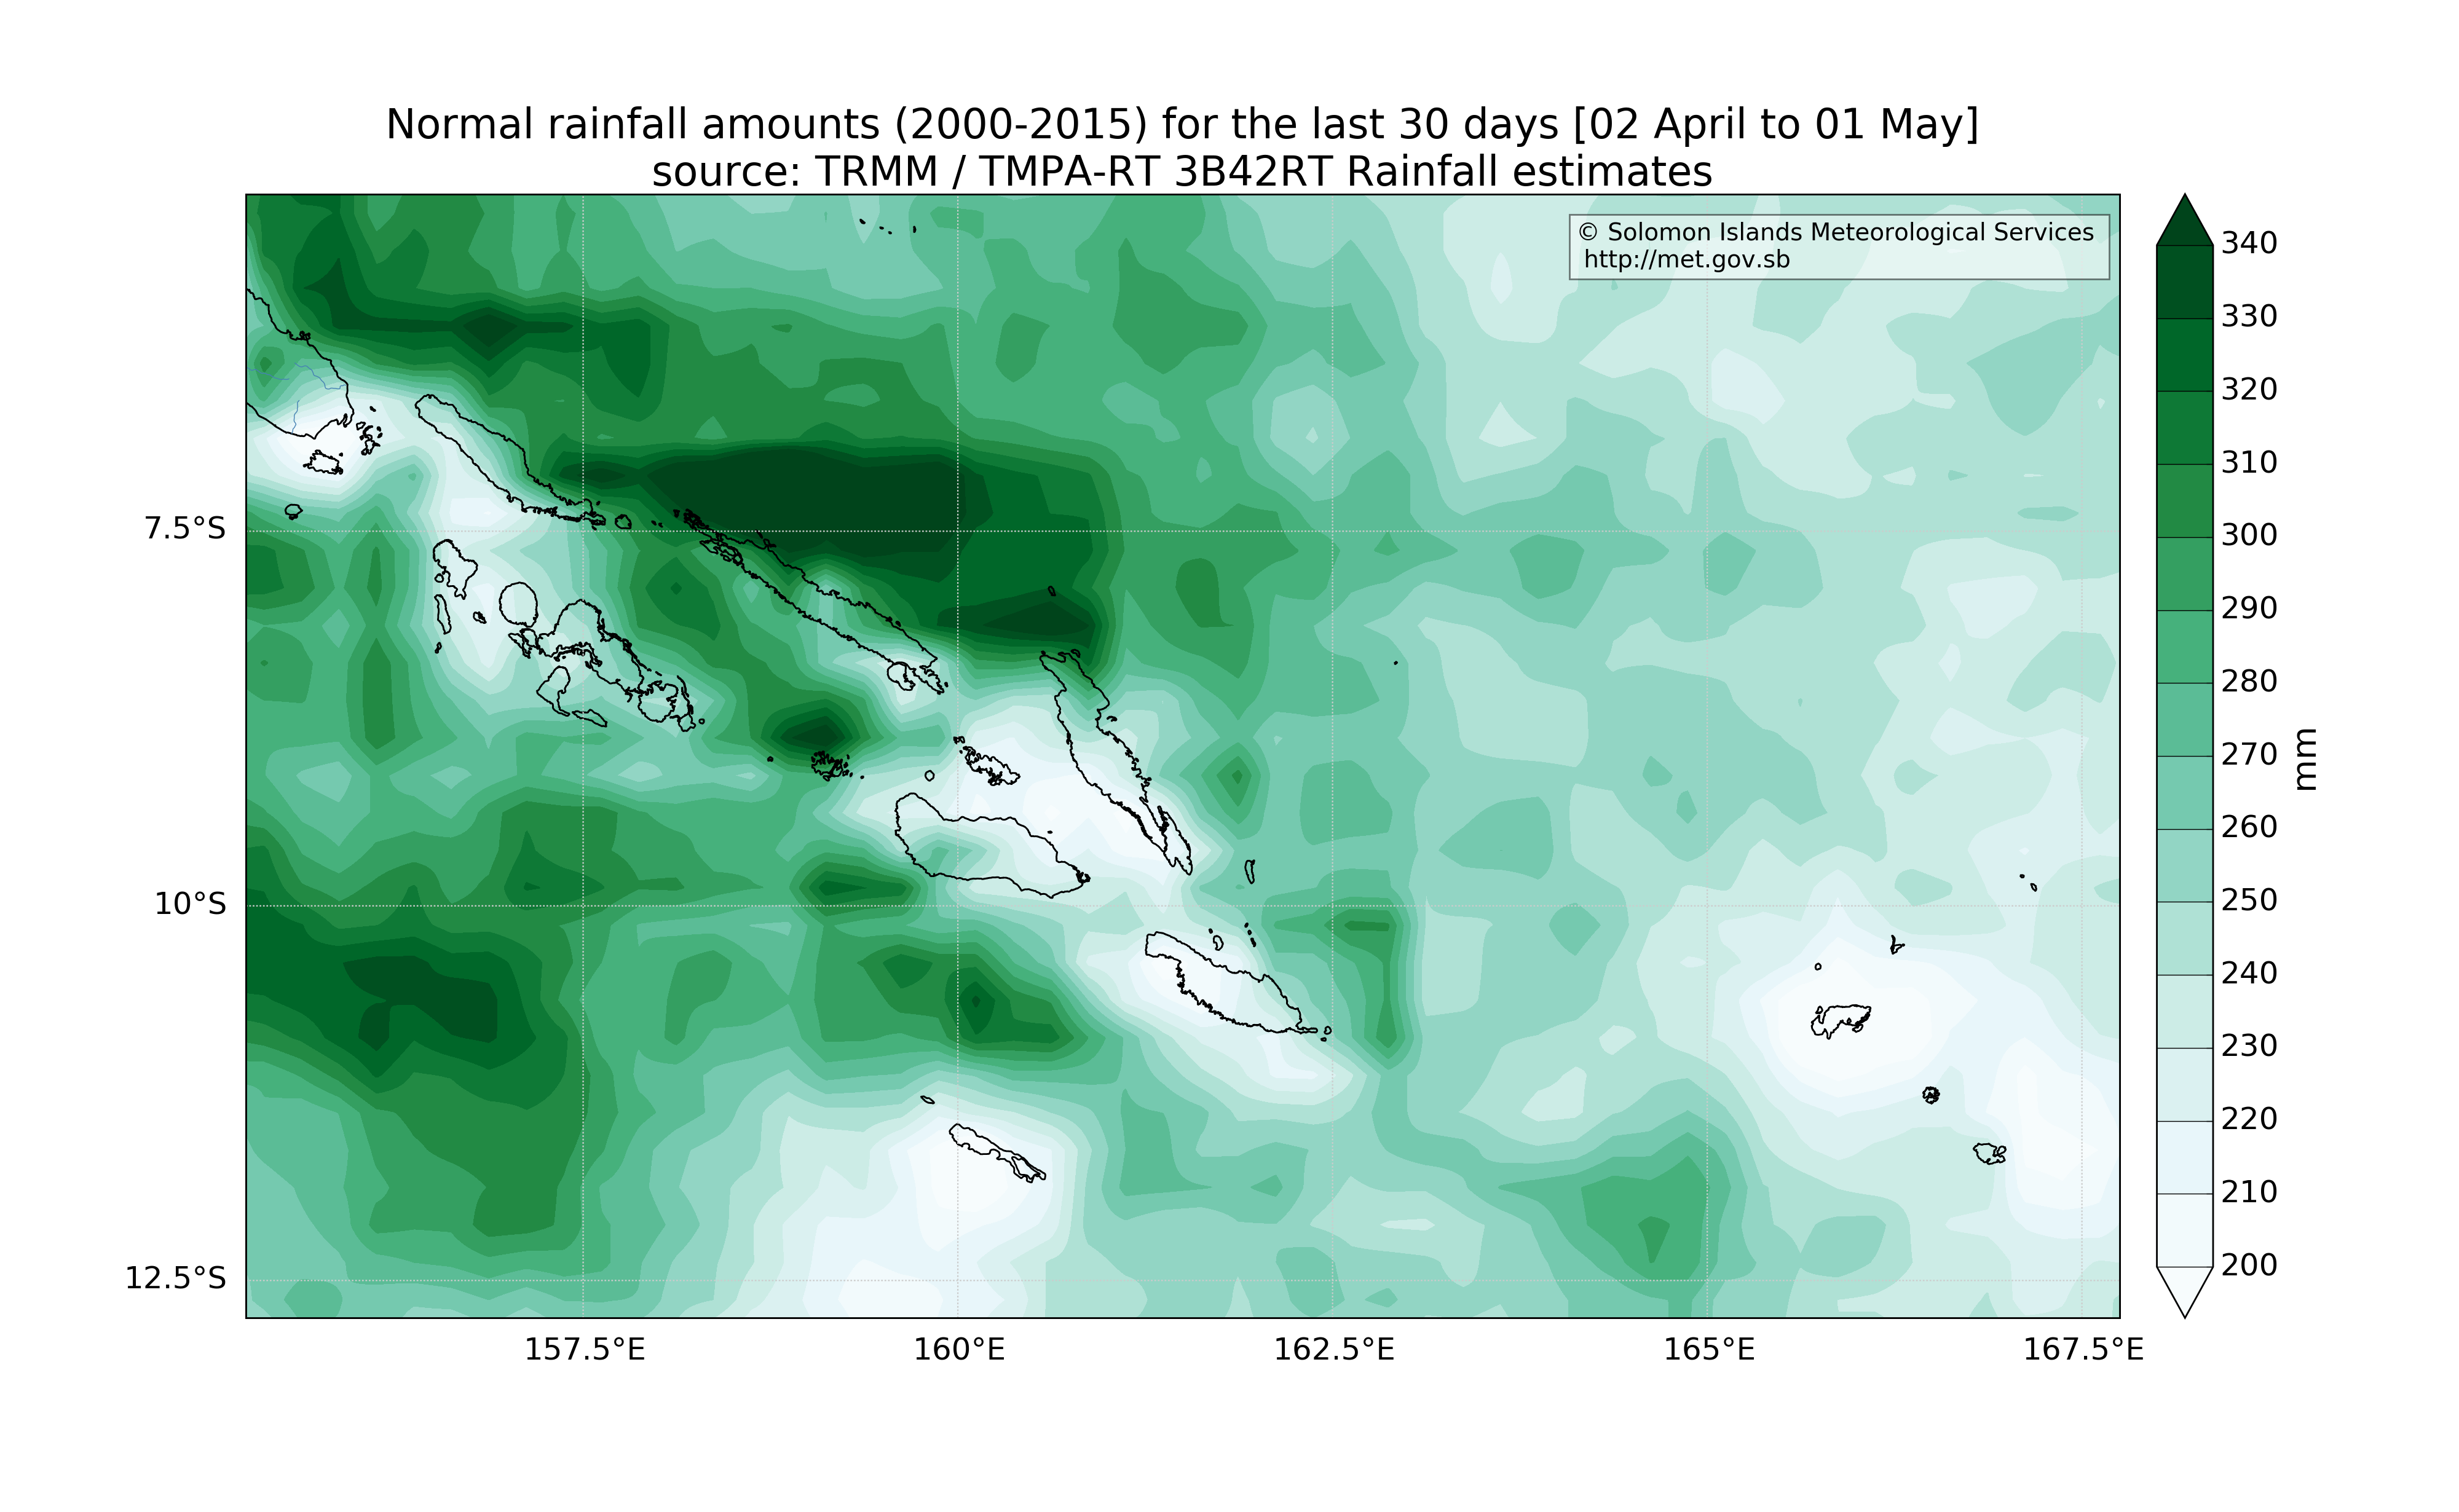 Normal rainfall amounts (2000-2015) for the last 30 days [02 April to 01 May]
source: TRMM / TMPA-RT 3B42RT Rainfall estimates
© Solomon Islands Meteorological Services
http://met.gov.sb
7.5°S
10°S
12.5°S
157.5°E
160°E
162.5°E
165°E
167.5°E
340
330
320
310
300
290
280
270
260
250
240
230
220
210
200
mm